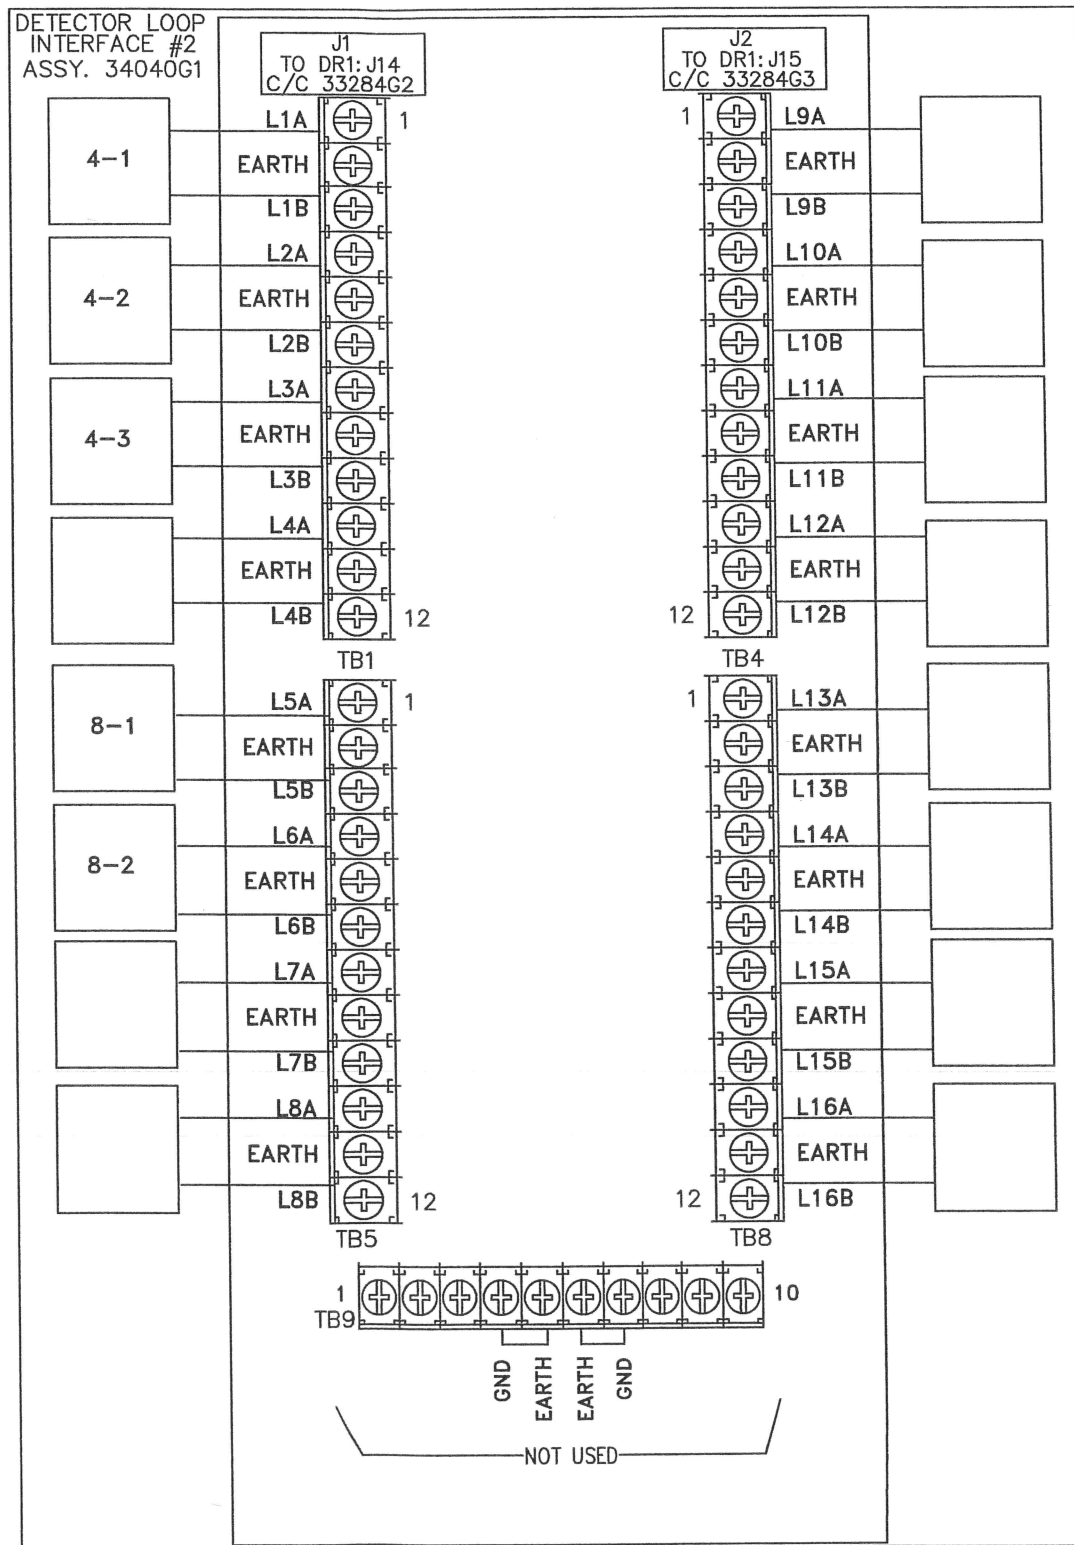 DETECTOR LOOP
INTERFACE #2
ASSY. 34040G1
J1
TO DR1:J14
C/C 33284G2
J2
TO DR1:J15
C/C 33284G3
4-1
L1A
1
EARTH
L1B
4-2
L2A
EARTH
L2B
4-3
L3A
EARTH
L3B
L4A
EARTH
L4B
12
TB1
1
L9A
EARTH
L9B
L10A
EARTH
L10B
L11A
EARTH
L11B
L12A
EARTH
12
L12B
TB4
8-1
L5A
1
EARTH
L5B
8-2
L6A
EARTH
L6B
L7A
EARTH
L7B
L8A
EARTH
L8B
12
TB5
1
L13A
EARTH
L13B
L14A
EARTH
L14B
L15A
EARTH
L15B
L16A
EARTH
12
L16B
TB8
1
10
TB9
GND
EARTH
EARTH
GND
NOT USED